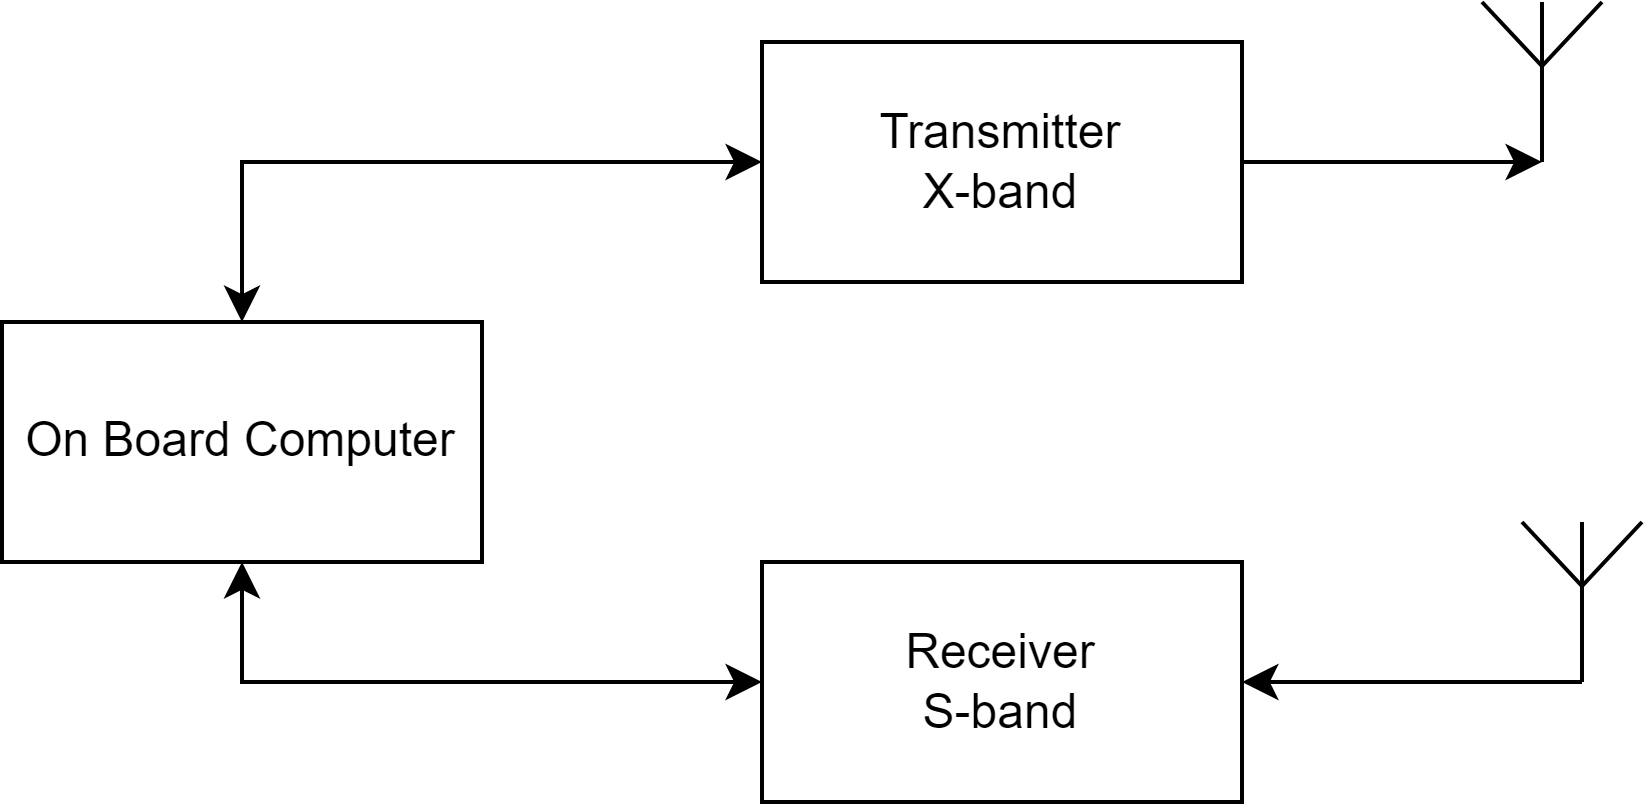 Transmitter
X-band
On Board Computer
Receiver
S-band